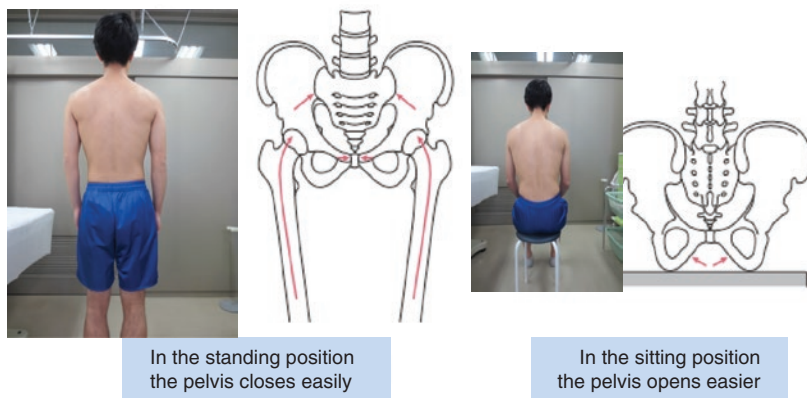 In the standing position
the pelvis closes easily
In the sitting position
the pelvis opens easier